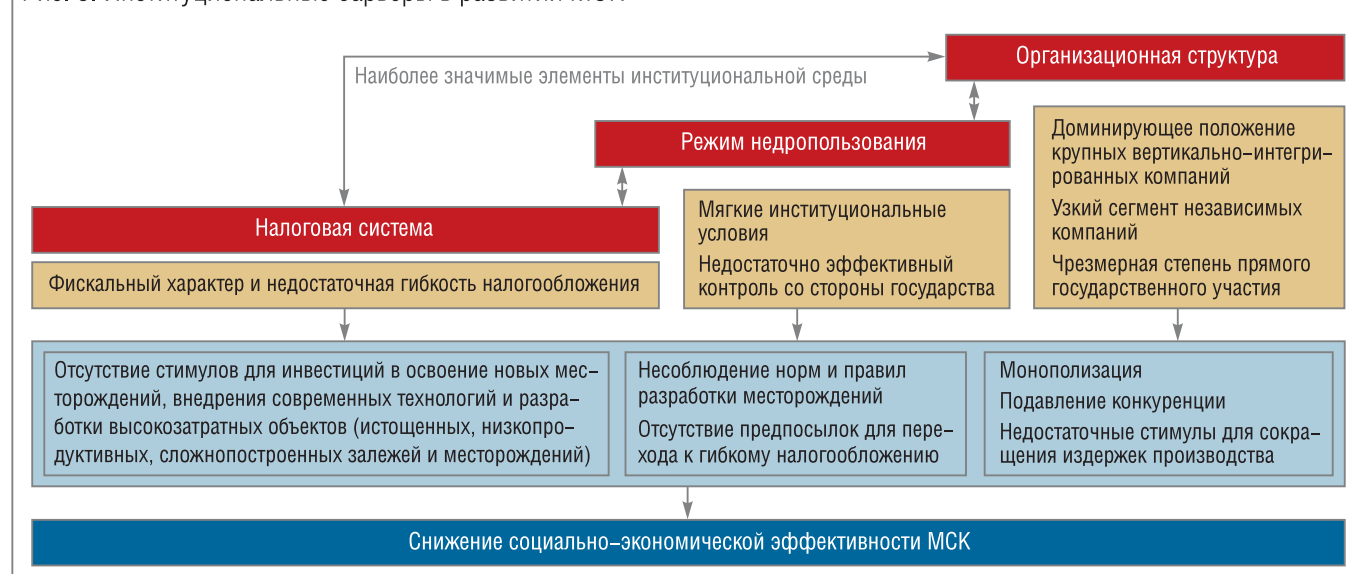 Организационная структура
Наиболее значимые элементы институциональной среды
Режим недропользования
Налоговая система
Фискальный характер и недостаточная гибкость налогообложения
Мягкие институциональные
условия
Недостаточно эффективный
контроль со стороны государства
Доминирующее положение
крупных вертикально–интегри–
рованных компаний
Узкий сегмент независимых
компаний
Чрезмерная степень прямого
государственного участия
Отсутствие стимулов для инвестиций в освоение новых мес–
торождений, внедрения современных технологий и разра–
ботки высокозатратных объектов (истощенных, низкопро–
дуктивных, сложнопостроенных залежей и месторождений)
Несоблюдение норм и правил
разработки месторождений
Отсутствие предпосылок для пере–
хода к гибкому налогообложению
Монополизация
Подавление конкуренции
Недостаточные стимулы для сокра–
щения издержек производства
Снижение социально–экономической эффективности МСК